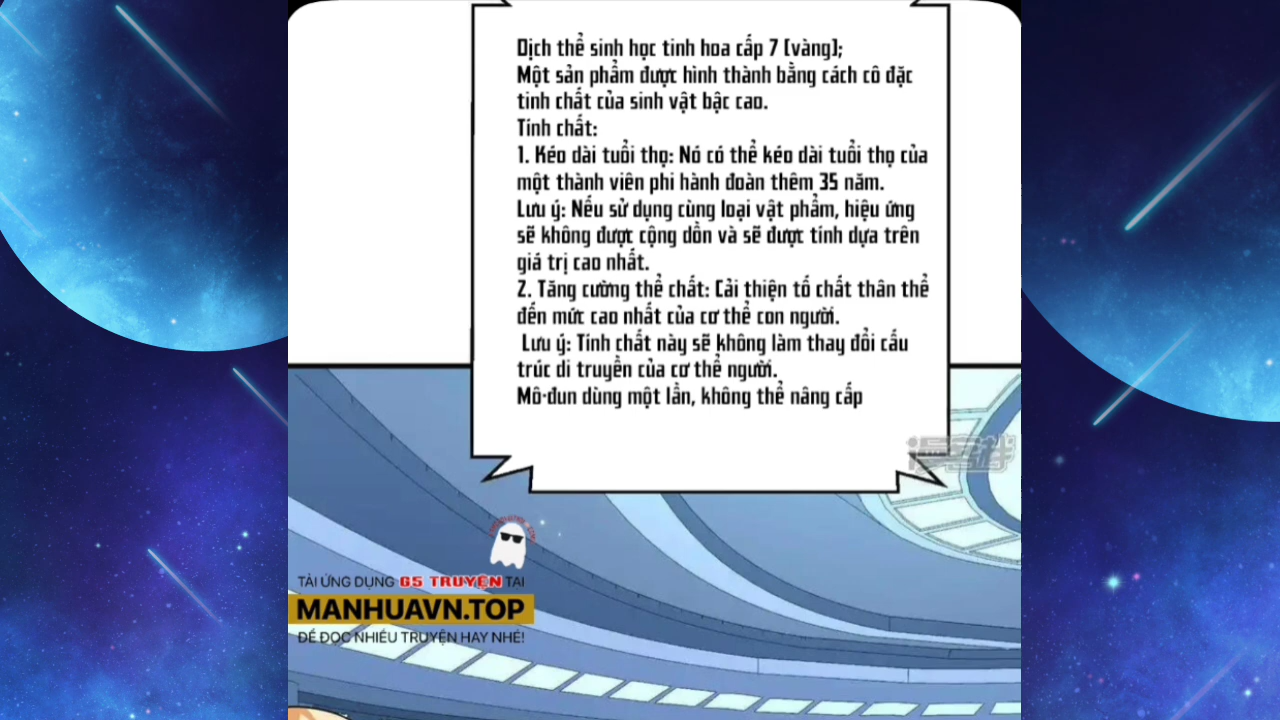 Dịch thể sinh học tinh hoa cấp 7 [vàng];
Một sản phẩm được hình thành bằng cách cô đặc
tinh chất của sinh vật bậc cao.
Tính chất:
1. Kéo dài tuổi thọ: Nó có thể kéo dài tuổi thọ của
một thành viên phi hành đoàn thêm 35 năm.
Lưu ý: Nếu sử dụng cùng loại vật phẩm, hiệu ứng
sẽ không được cộng dồn và sẽ được tính dựa trên
giá trị cao nhất.
2. Tăng cường thể chất: Cải thiện tố chất thân thể
đến mức cao nhất của cơ thể con người.
Lưu ý: Tính chất này sẽ không làm thay đổi cấu
trúc di truyền của cơ thể người.
Mô-đun dùng một lần, không thể nâng cấp
漫客栈
TẢI ỨNG DỤNG G5 TRUYỆN TẠI
MANHUAVN.TOP
ĐỂ ĐỌC NHIỀU TRUYỆN HAY NHÉ!